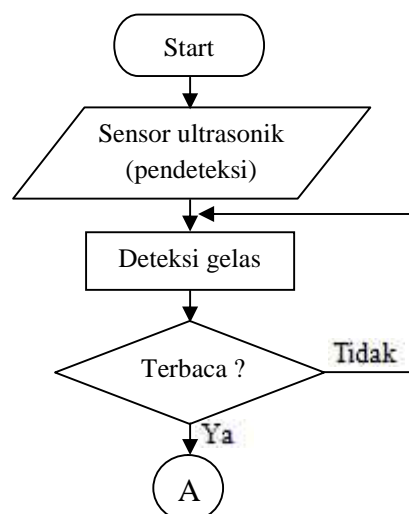 Start
Sensor ultrasonik
(pendeteksi)
Deteksi gelas
Terbaca ?
Tidak
Ya
A